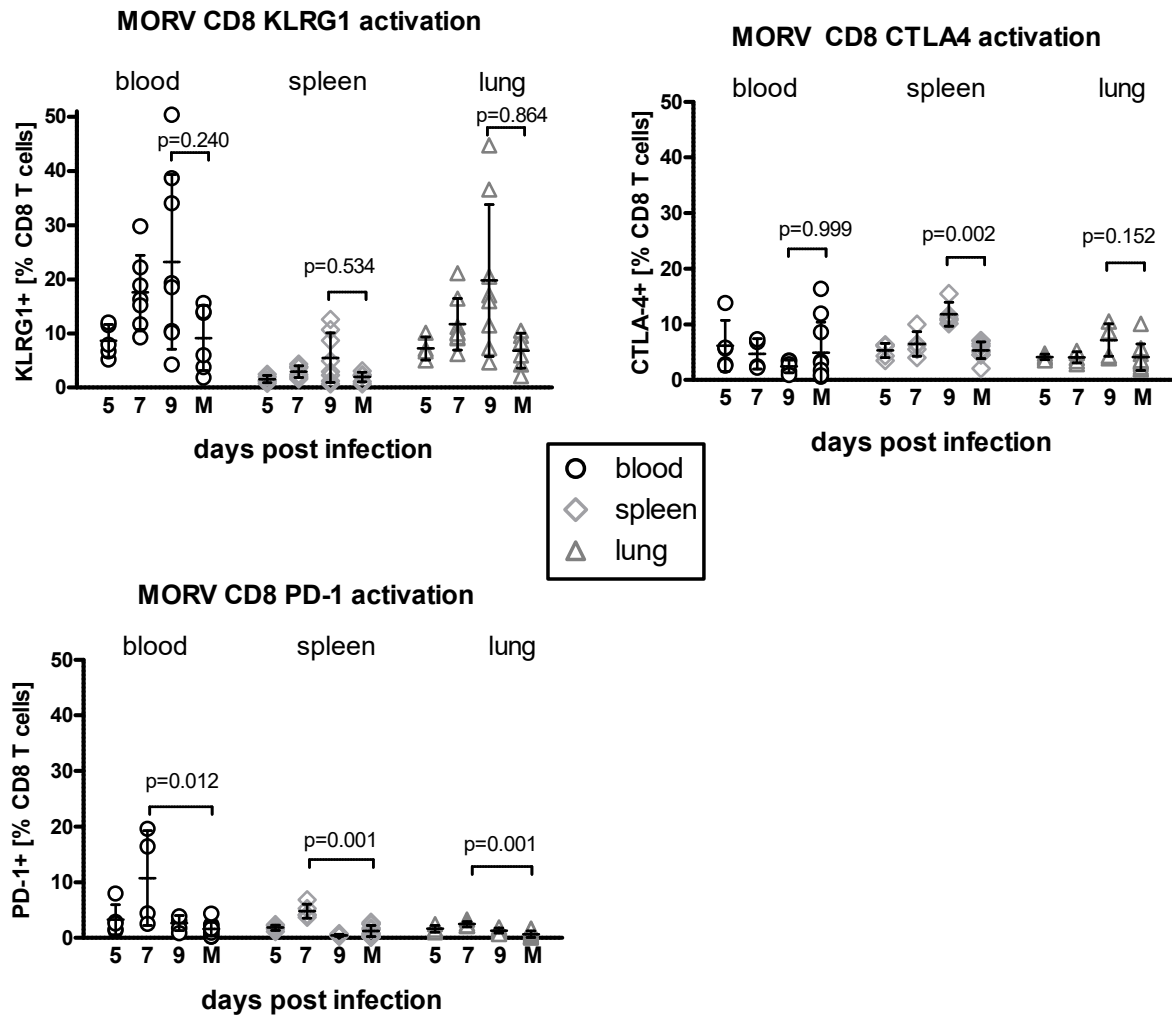 MORV CD8 KLRG1 activation
blood spleen lung
KLRG1+ [% CD8 T cells]
50
40
30
20
10
0
p=0.240
p=0.534
p=0.864
5 7 9 M 5 7 9 M 5 7 9 M
days post infection
MORV CD8 CTLA4 activation
blood spleen lung
CTLA-4+ [% CD8 T cells]
50
40
30
20
10
0
p=0.999
p=0.002
p=0.152
5 7 9 M 5 7 9 M 5 7 9 M
days post infection
blood
spleen
lung
MORV CD8 PD-1 activation
blood spleen lung
PD-1+ [% CD8 T cells]
50
40
30
20
10
0
p=0.012
p=0.001
p=0.001
5 7 9 M 5 7 9 M 5 7 9 M
days post infection